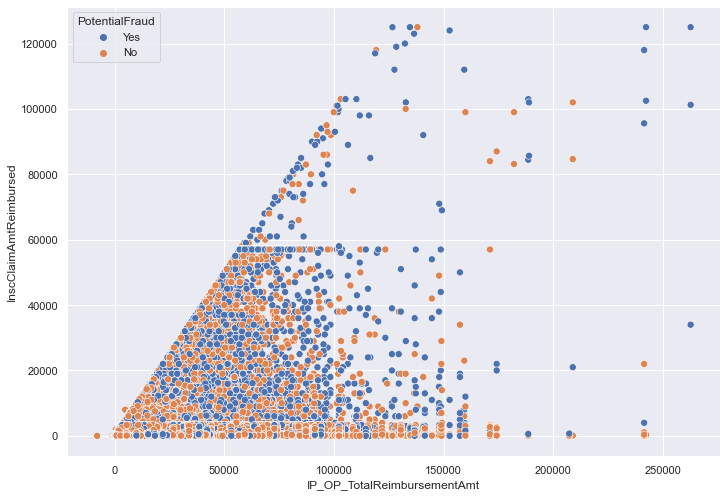 PotentialFraud
Yes
No
120000
100000
80000
60000
40000
20000
0
InscClaimAmtReimbursed
0
50000
100000
150000
200000
250000
IP_OP_TotalReimbursementAmt